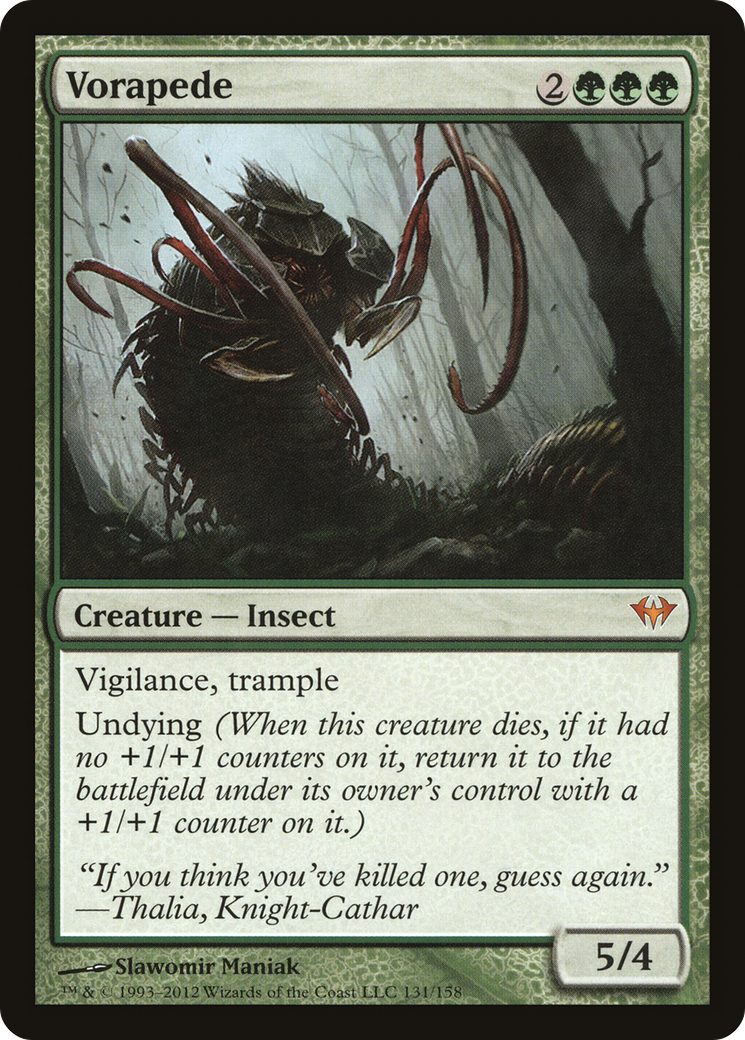 Vorapede 2
Creature — Insect
Vigilance, trample
Undying (When this creature dies, if it had
no +1/+1 counters on it, return it to the
battlefield under its owner's control with a
+1/+1 counter on it.)
“If you think you've killed one, guess again.”
—Thalia, Knight-Cathar
5/4
Slawomir Maniak
™ & © 1993–2012 Wizards of the Coast LLC 131/158